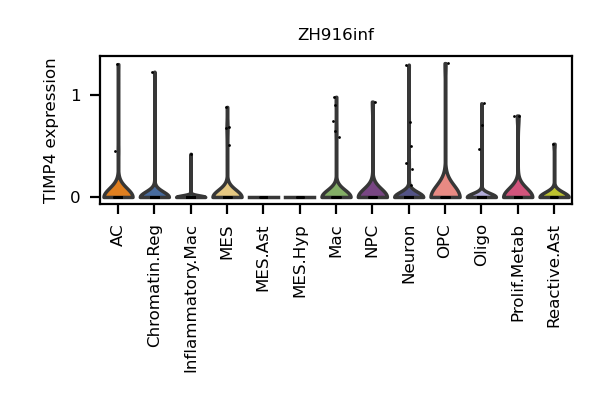 ZH916inf
TIMP4 expression
1
0
AC
Chromatin.Reg
Inflammatory.Mac
MES
MES.Ast
MES.Hyp
Mac
NPC
Neuron
OPC
Oligo
Prolif.Metab
Reactive.Ast